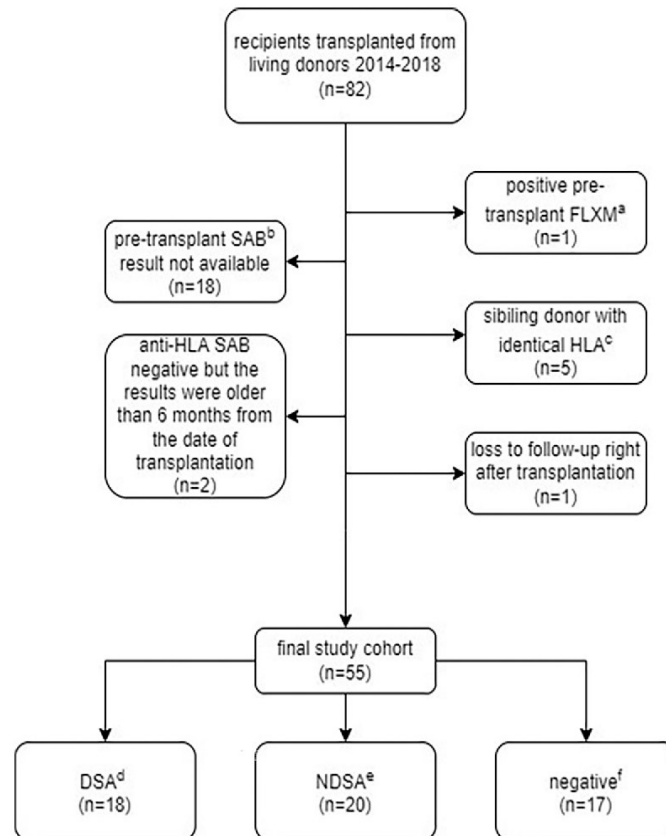 recipients transplanted from
living donors 2014-2018
(n=82)
positive pre-
transplant FLXMᵃ
(n=1)
pre-transplant SABᵇ
result not available
(n=18)
sibiling donor with
identical HLAᶜ
(n=5)
anti-HLA SAB
negative but the
results were older
than 6 months from
the date of
transplantation
(n=2)
loss to follow-up right
after transplantation
(n=1)
final study cohort
(n=55)
DSAᵈ
(n=18)
NDSAᵉ
(n=20)
negativeᶠ
(n=17)